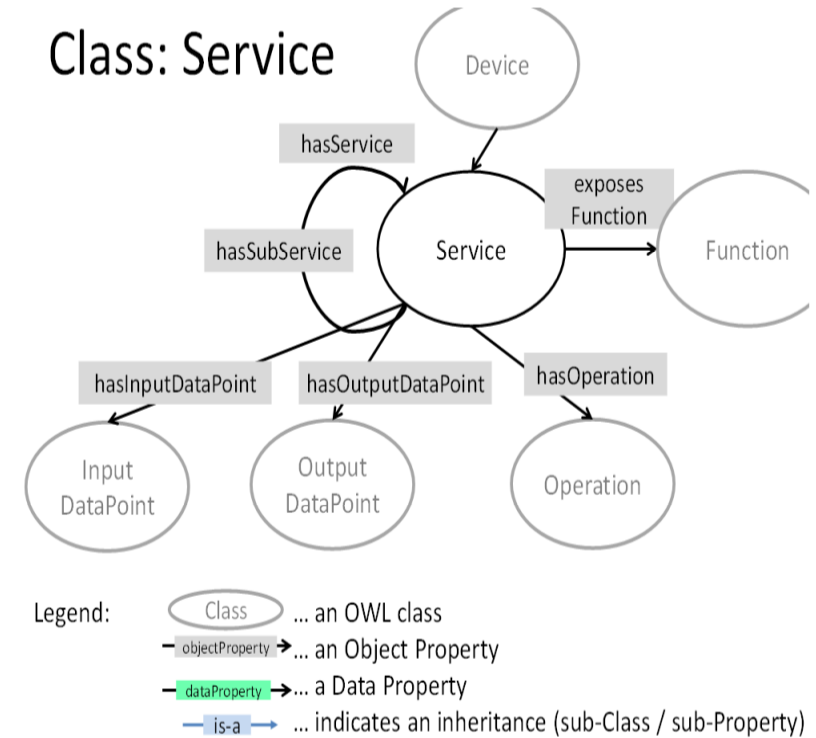 Class: Service
Device
hasService
exposes
Function
hasSubService
Service
Function
hasInputDataPoint
hasOutputDataPoint
hasOperation
Input
DataPoint
Output
DataPoint
Operation
Legend:
Class
... an OWL class
objectProperty
... an Object Property
dataProperty
... a Data Property
is-a
... indicates an inheritance (sub-Class / sub-Property)